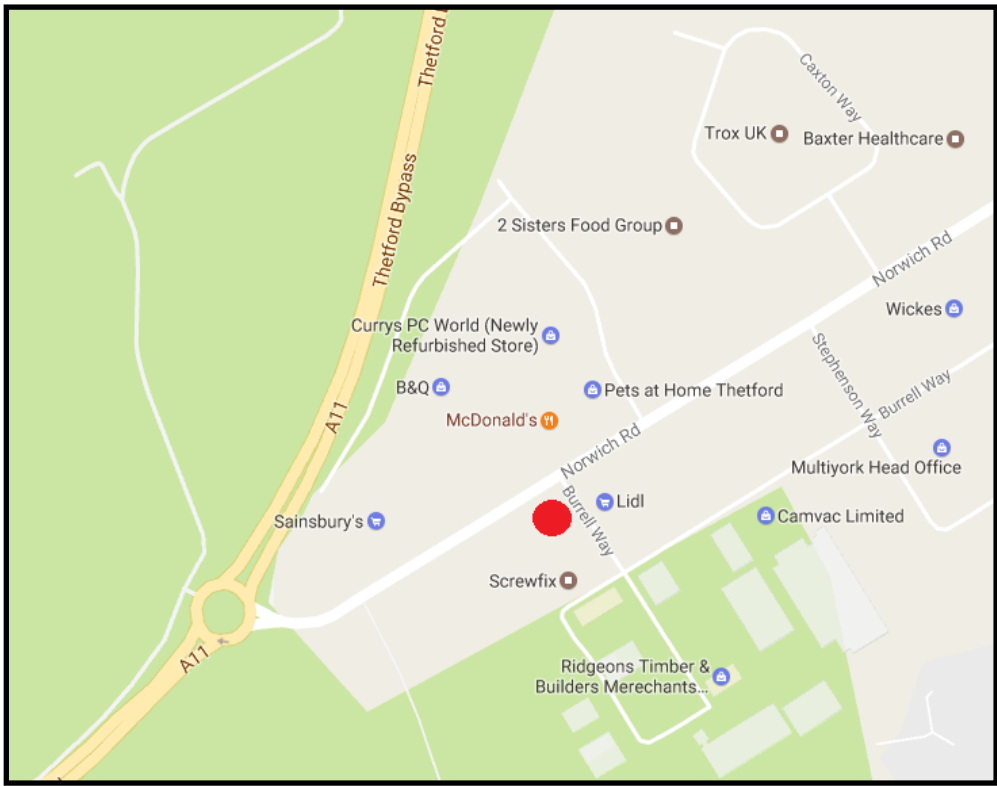 Thetford
Caxton Way
Trox UK
Baxter Healthcare
Thetford Bypass
2 Sisters Food Group
Norwich Rd
Wickes
Currys PC World (Newly
Refurbished Store)
B&Q
Pets at Home Thetford
Stephenson Way
Burrell Way
McDonald's
A11
Norwich Rd
Multiyork Head Office
Burrell Way
Lidl
Sainsbury's
Camvac Limited
Screwfix
A11
Ridgeons Timber &
Builders Merechants...